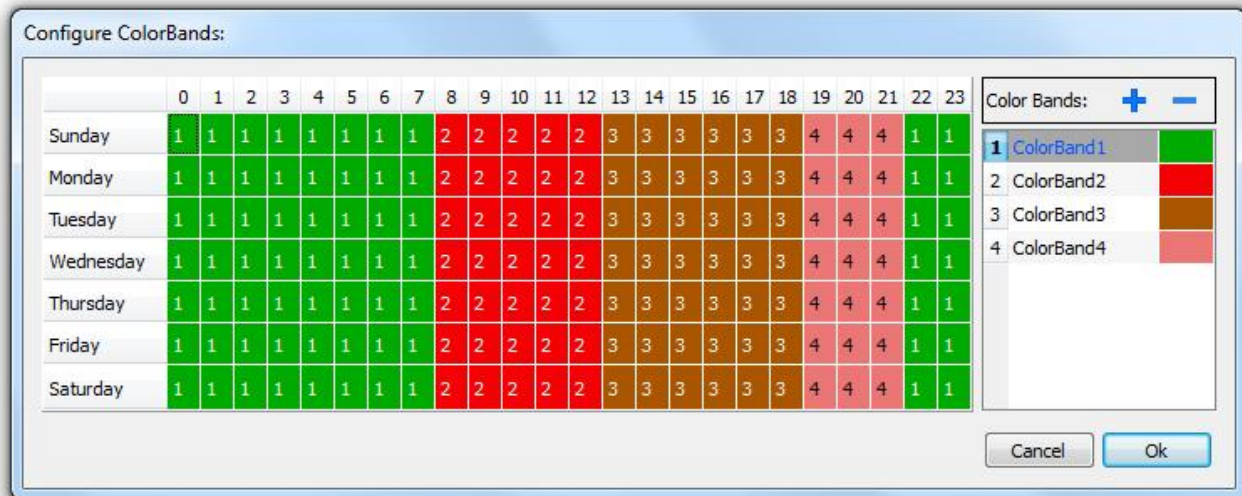 Configure ColorBands:
0 1 2 3 4 5 6 7 8 9 10 11 12 13 14 15 16 17 18 19 20 21 22 23
Sunday 1 1 1 1 1 1 1 1 2 2 2 2 2 3 3 3 3 3 3 4 4 4 1 1
Monday 1 1 1 1 1 1 1 1 2 2 2 2 2 3 3 3 3 3 3 4 4 4 1 1
Tuesday 1 1 1 1 1 1 1 1 2 2 2 2 2 3 3 3 3 3 3 4 4 4 1 1
Wednesday 1 1 1 1 1 1 1 1 2 2 2 2 2 3 3 3 3 3 3 4 4 4 1 1
Thursday 1 1 1 1 1 1 1 1 2 2 2 2 2 3 3 3 3 3 3 4 4 4 1 1
Friday 1 1 1 1 1 1 1 1 2 2 2 2 2 3 3 3 3 3 3 4 4 4 1 1
Saturday 1 1 1 1 1 1 1 1 2 2 2 2 2 3 3 3 3 3 3 4 4 4 1 1
Color Bands: + −
1 ColorBand1
2 ColorBand2
3 ColorBand3
4 ColorBand4
Cancel Ok